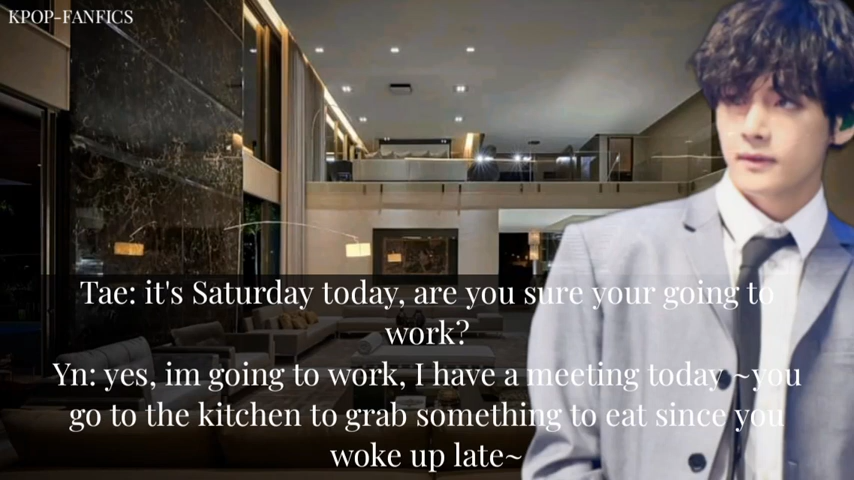 KPOP-FANFICS
Tae: it's Saturday today, are you sure your going to
work?
Yn: yes, im going to work, I have a meeting today ~you
go to the kitchen to grab something to eat since you
woke up late~